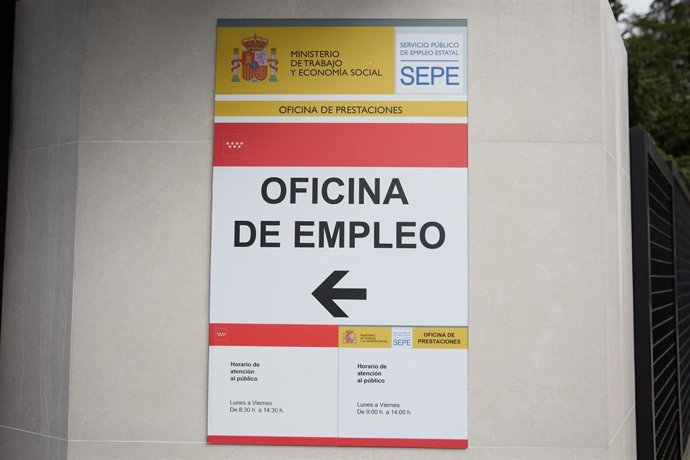 MINISTERIO
DE TRABAJO
Y ECONOMÍA SOCIAL
SERVICIO PÚBLICO
DE EMPLEO ESTATAL
SEPE
OFICINA DE PRESTACIONES
OFICINA
DE EMPLEO
SEPE
OFICINA DE
PRESTACIONES
Horario de
atención
al público
Lunes a Viernes
De 8:30 h. a 14:30 h.
Horario de
atención
al público
Lunes a Viernes
De 9:00 h. a 14:00 h.